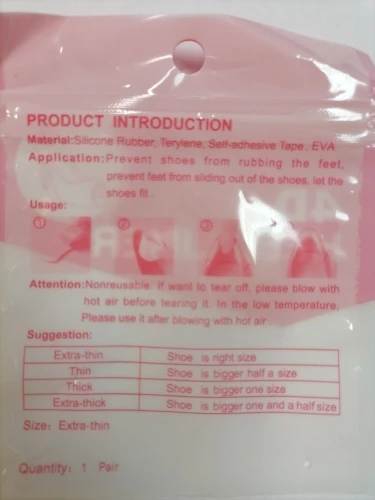 PRODUCT INTRODUCTION
Material:Silicone Rubber, Terylene, Self-adhesive Tape, EVA
Application:Prevent shoes from rubbing the feet,
prevent feet from sliding out of the shoes, let the
shoes fit.
Usage:
① ② ③
Attention:Nonreusable. if want to tear off, please blow with
hot air before tearing it. In the low temperature,
Please use it after blowing with hot air.
Suggestion:
Extra-thin Shoe is right size
Thin Shoe is bigger half a size
Thick Shoe is bigger one size
Extra-thick Shoe is bigger one and a half size
Size: Extra-thin
Quantity: 1 Pair